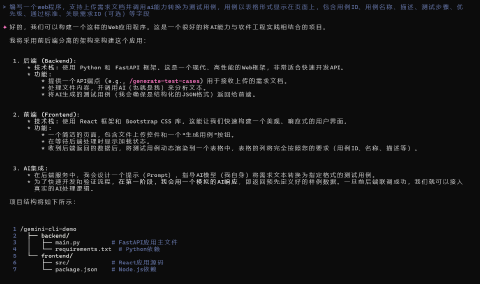 > 编写一个web程序，支持上传需求文档并调用ai能力转换为测试用例，用例以表格形式显示在页面上，包含用例ID、用例名称、描述、测试步骤、优
先级、通过标准、关联需求ID（可选）等字段
好的，我们可以构建一个这样的Web应用程序。这是一个很好的将AI能力与软件工程实践相结合的项目。
我将采用前后端分离的架构来构建这个应用：
1. 后端 (Backend):
* 技术栈: 使用 Python 和 FastAPI 框架，这是一个现代、高性能的Web框架，非常适合快速开发API。
* 功能:
* 提供一个API端点 (e.g., /generate-test-cases) 用于接收上传的需求文档。
* 处理文件内容，并调用AI（也就是我）来分析文本。
* 将AI生成的测试用例（我会确保是结构化的JSON格式）返回给前端。
2. 前端 (Frontend):
* 技术栈: 使用 React 框架和 Bootstrap CSS 库，这能让我们快速构建一个美观、响应式的用户界面。
* 功能:
* 一个简洁的页面，包含文件上传控件和一个"生成用例"按钮。
* 在等待后端处理时显示加载状态。
* 收到后端返回的数据后，将测试用例动态渲染到一个表格中，表格的列将完全按照您的要求（用例ID、名称、描述等）。
3. AI集成:
* 在后端服务中，我会设计一个提示 (Prompt)，指导AI模型（我自身）将需求文本转换为指定格式的测试用例。
* 为了快速开发和验证流程，在第一阶段，我会用一个模拟的AI响应，即返回预先定义好的样例数据。一旦前后端联调成功，我们就可以接入
真实的AI处理逻辑。
项目结构将如下所示：
1 /gemini-cli-demo
2 ├── backend/
3 │ ├── main.py # FastAPI应用主文件
4 │ └── requirements.txt # Python依赖
5 └── frontend/
6 ├── src/ # React应用源码
7 └── package.json # Node.js依赖